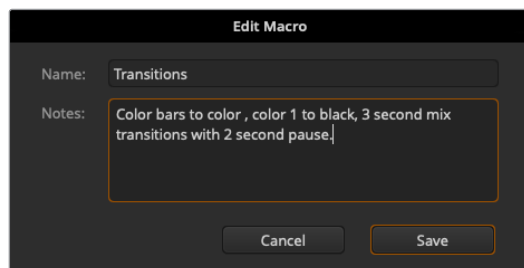 Edit Macro
Name: Transitions
Notes: Color bars to color , color 1 to black, 3 second mix
transitions with 2 second pause.
Cancel Save